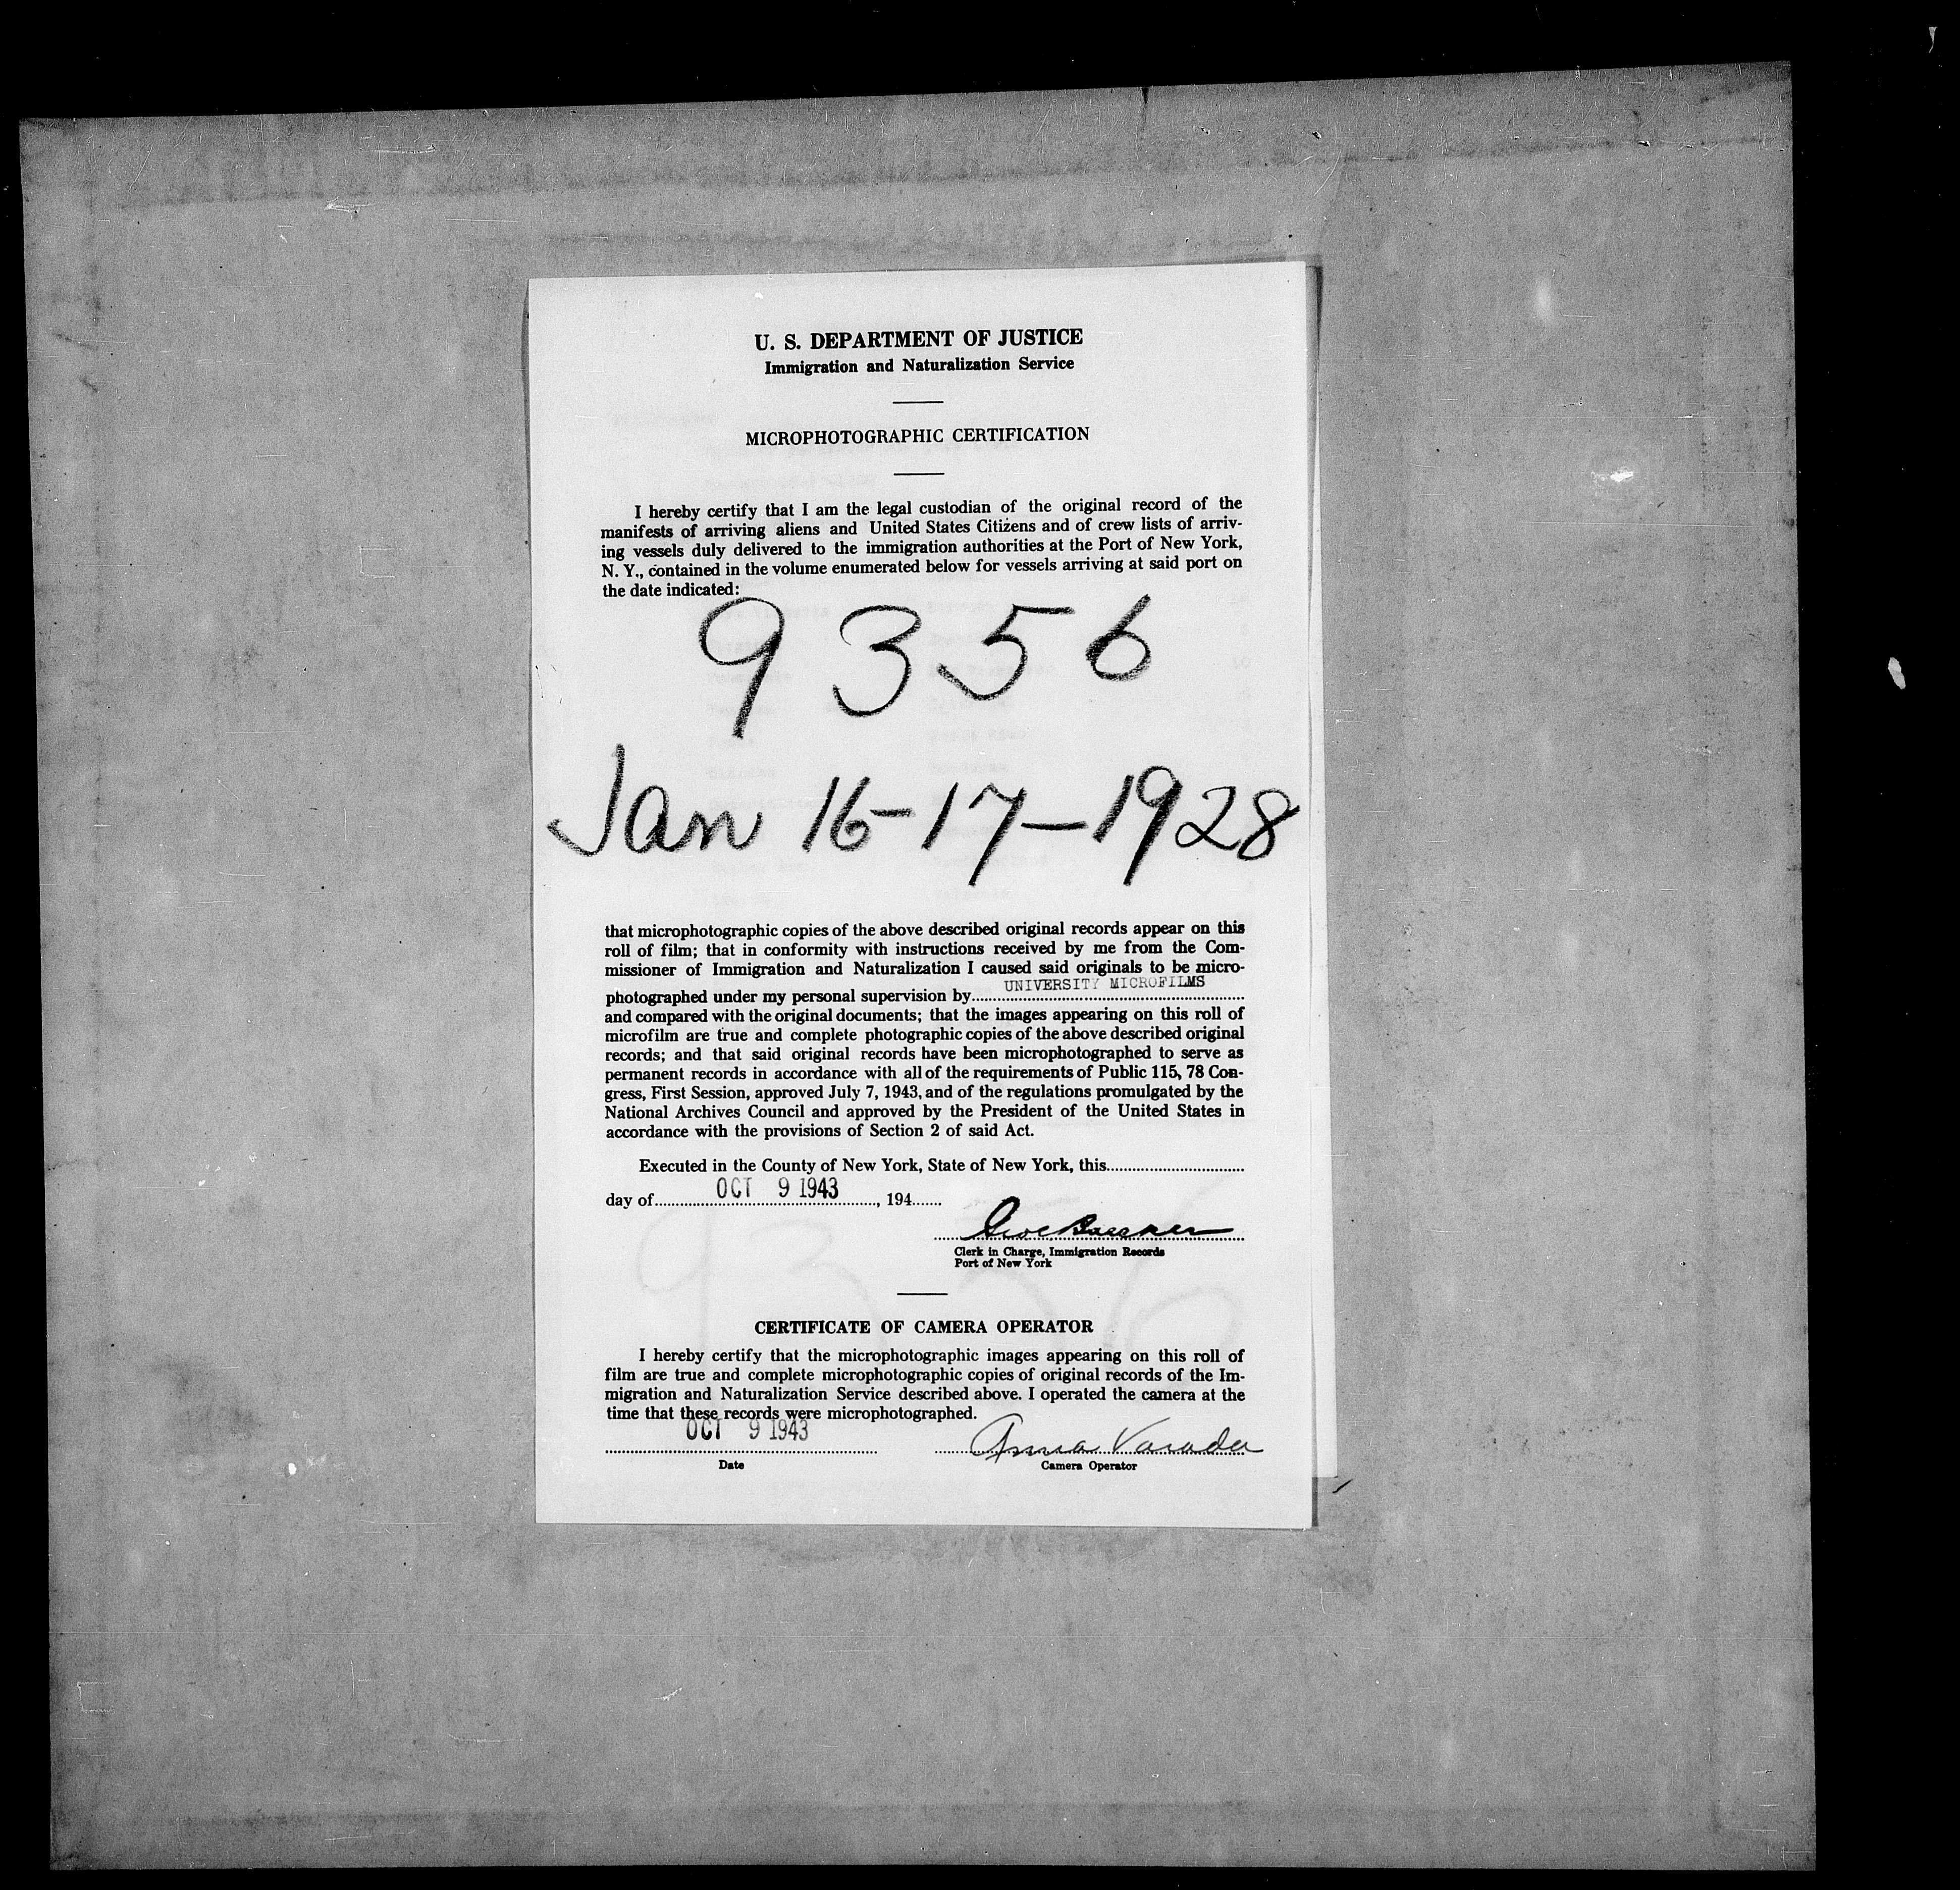 U. S. DEPARTMENT OF JUSTICE
Immigration and Naturalization Service
MICROPHOTOGRAPHIC CERTIFICATION
I hereby certify that I am the legal custodian of the original record of the
manifests of arriving aliens and United States Citizens and of crew lists of arriv-
ing vessels duly delivered to the immigration authorities at the Port of New York,
N. Y., contained in the volume enumerated below for vessels arriving at said port on
the date indicated:
9356
Jan 16-17-1928
that microphotographic copies of the above described original records appear on this
roll of film; that in conformity with instructions received by me from the Com-
missioner of Immigration and Naturalization I caused said originals to be micro-
photographed under my personal supervision by UNIVERSITY MICROFILMS
and compared with the original documents; that the images appearing on this roll of
microfilm are true and complete photographic copies of the above described original
records; and that said original records have been microphotographed to serve as
permanent records in accordance with all of the requirements of Public 115, 78 Con-
gress, First Session, approved July 7, 1943, and of the regulations promulgated by the
National Archives Council and approved by the President of the United States in
accordance with the provisions of Section 2 of said Act.
Executed in the County of New York, State of New York, this
day of OCT 9 1943, 194
Clerk in Charge, Immigration Records
Port of New York
CERTIFICATE OF CAMERA OPERATOR
I hereby certify that the microphotographic images appearing on this roll of
film are true and complete microphotographic copies of original records of the Im-
migration and Naturalization Service described above. I operated the camera at the
time that these records were microphotographed.
OCT 9 1943 Anna Varada
Date Camera Operator